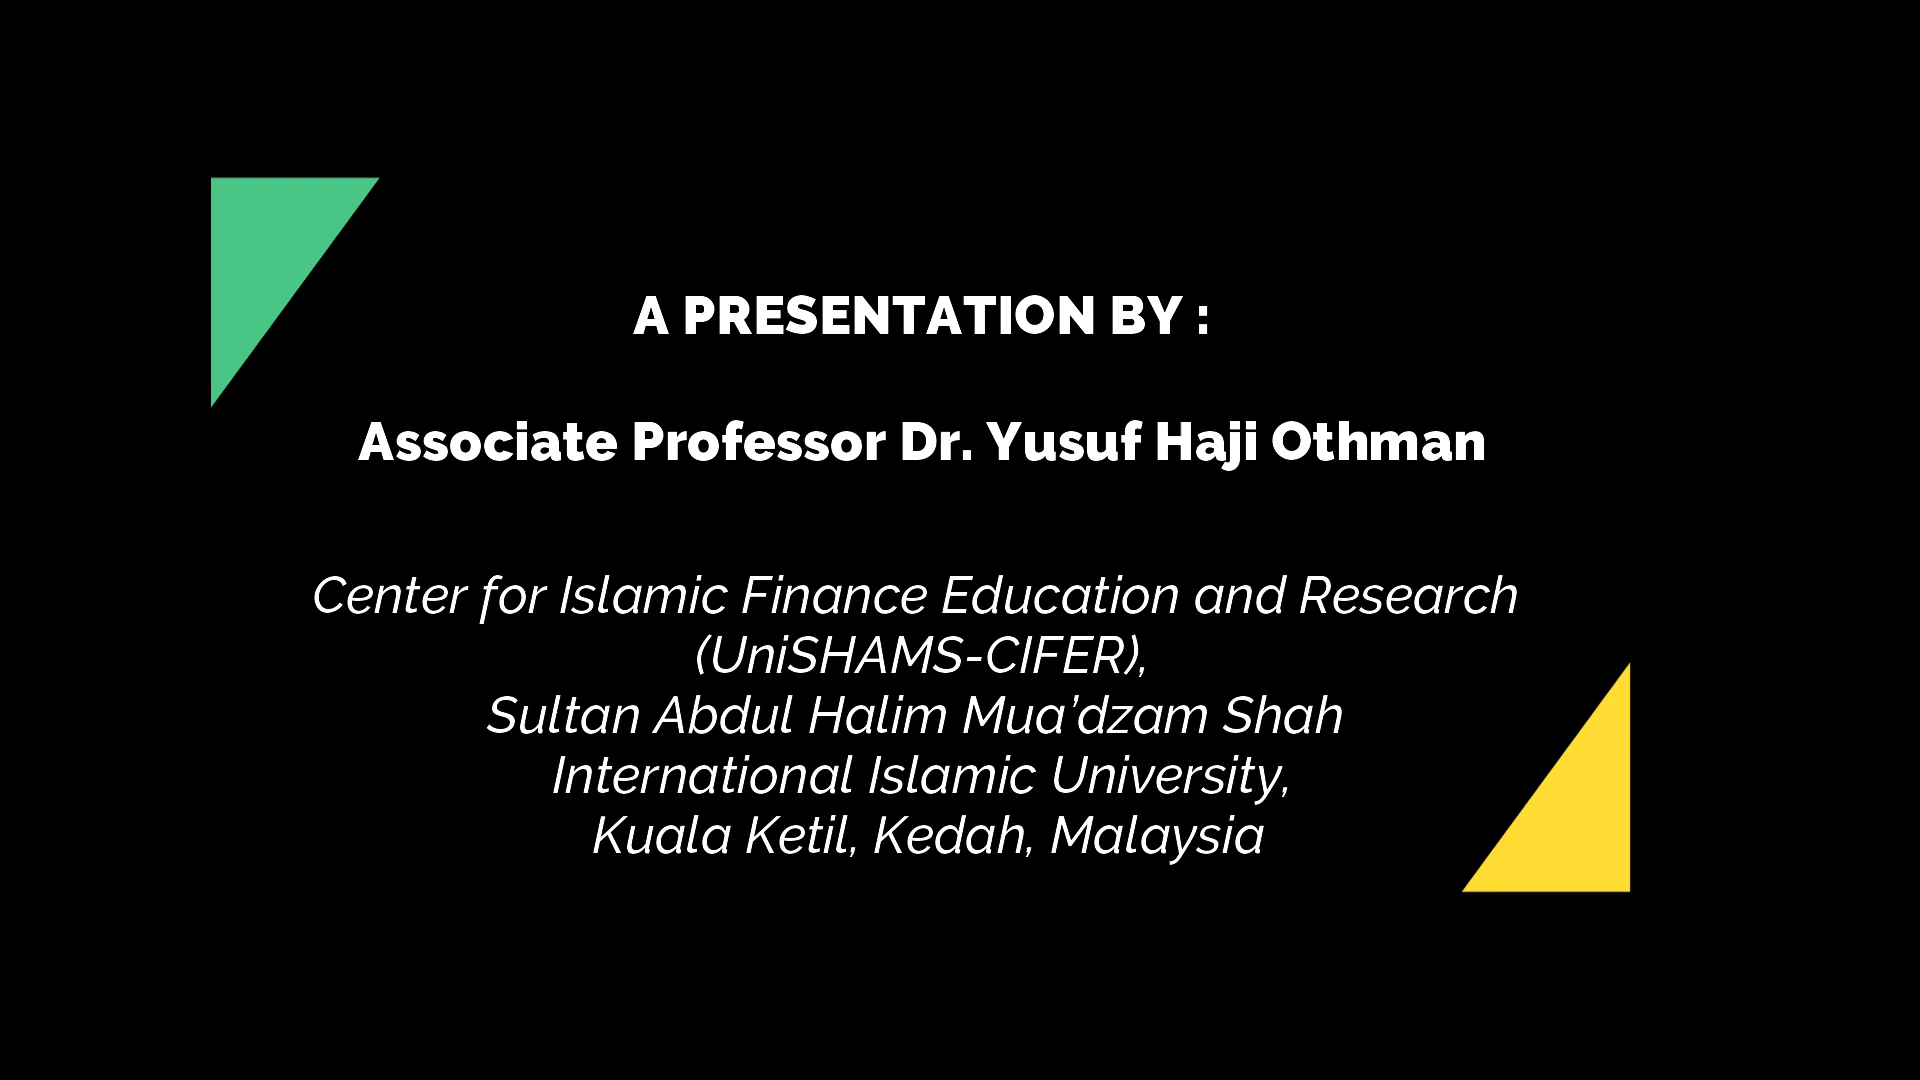 A PRESENTATION BY :
Associate Professor Dr. Yusuf Haji Othman
Center for Islamic Finance Education and Research
(UniSHAMS-CIFER),
Sultan Abdul Halim Mua’dzam Shah
International Islamic University,
Kuala Ketil, Kedah, Malaysia